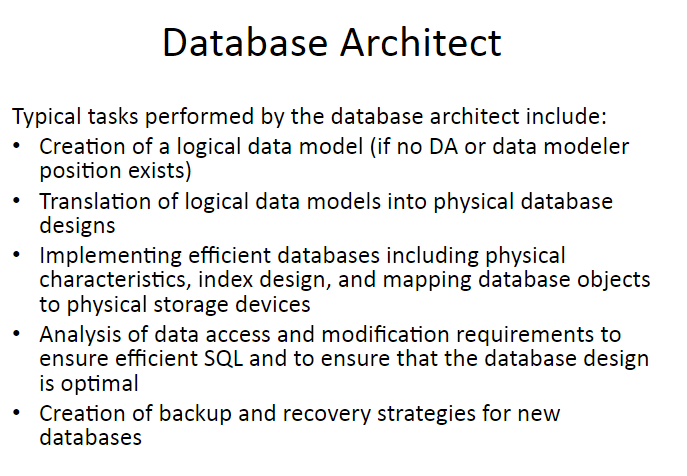 Database Architect
Typical tasks performed by the database architect include:
• Creation of a logical data model (if no DA or data modeler
position exists)
• Translation of logical data models into physical database
designs
• Implementing efficient databases including physical
characteristics, index design, and mapping database objects
to physical storage devices
• Analysis of data access and modification requirements to
ensure efficient SQL and to ensure that the database design
is optimal
• Creation of backup and recovery strategies for new
databases